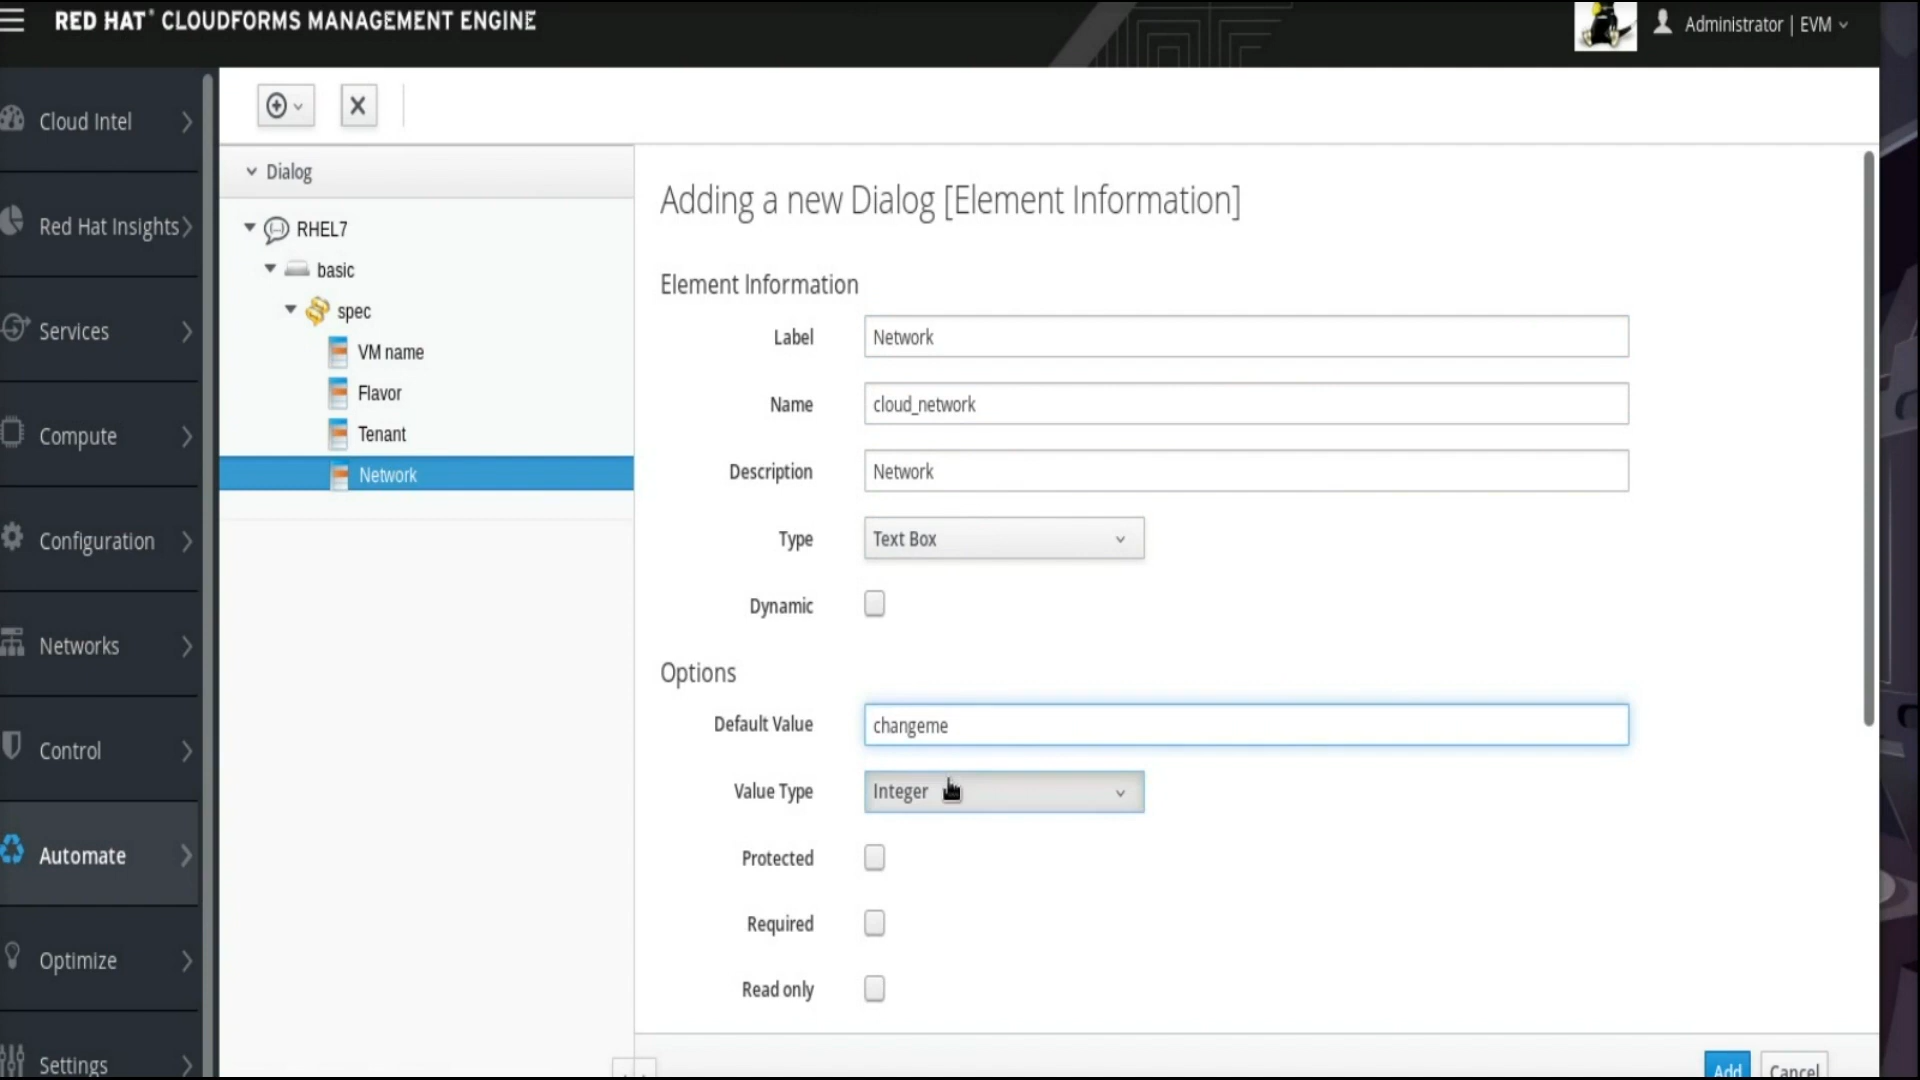 RED HAT® CLOUDFORMS MANAGEMENT ENGINE
Administrator | EVM
Cloud Intel
Red Hat Insights
Services
Compute
Configuration
Networks
Control
Automate
Optimize
Settings
Dialog
RHEL7
basic
spec
VM name
Flavor
Tenant
Network
Adding a new Dialog [Element Information]
Element Information
Label Network
Name cloud_network
Description Network
Type Text Box
Dynamic
Options
Default Value changeme
Value Type Integer
Protected
Required
Read only
Add Cancel